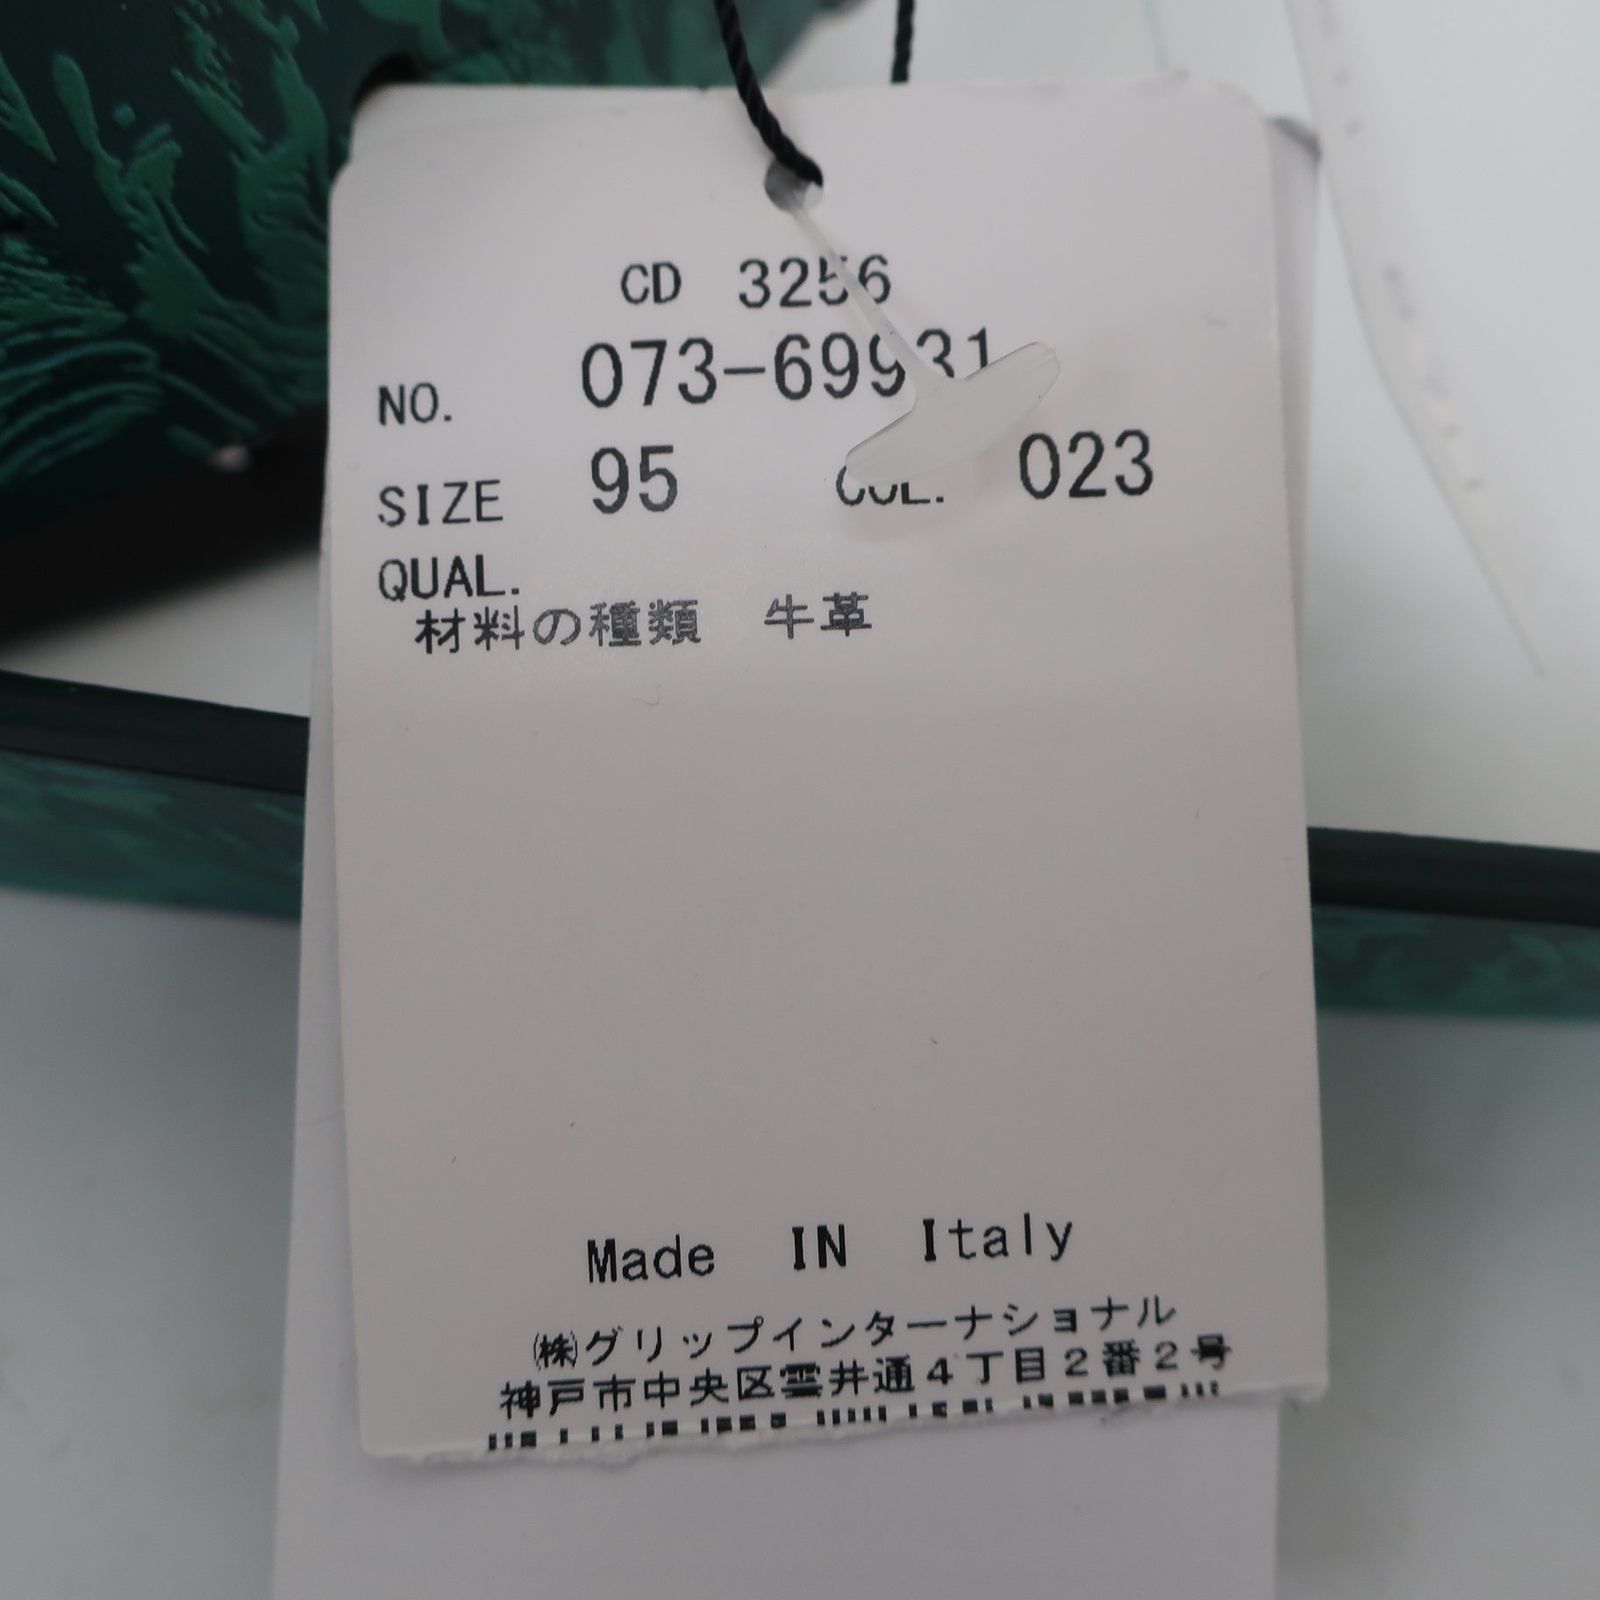 CD 3256
NO. 073-69931
SIZE 95 COL. 023
QUAL.
材料の種類 牛革
Made IN Italy
㈱グリップインターナショナル
神戸市中央区雲井通4丁目2番2号